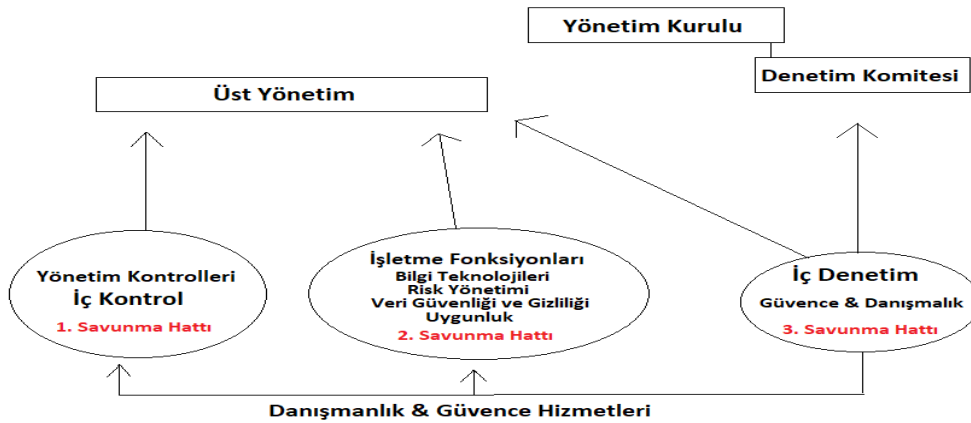 Yönetim Kurulu
Denetim Komitesi
Üst Yönetim
Yönetim Kontrolleri
İç Kontrol
1. Savunma Hattı
İşletme Fonksiyonları
Bilgi Teknolojileri
Risk Yönetimi
Veri Güvenliği ve Gizliliği
Uygunluk
2. Savunma Hattı
İç Denetim
Güvence & Danışmalık
3. Savunma Hattı
Danışmanlık & Güvence Hizmetleri